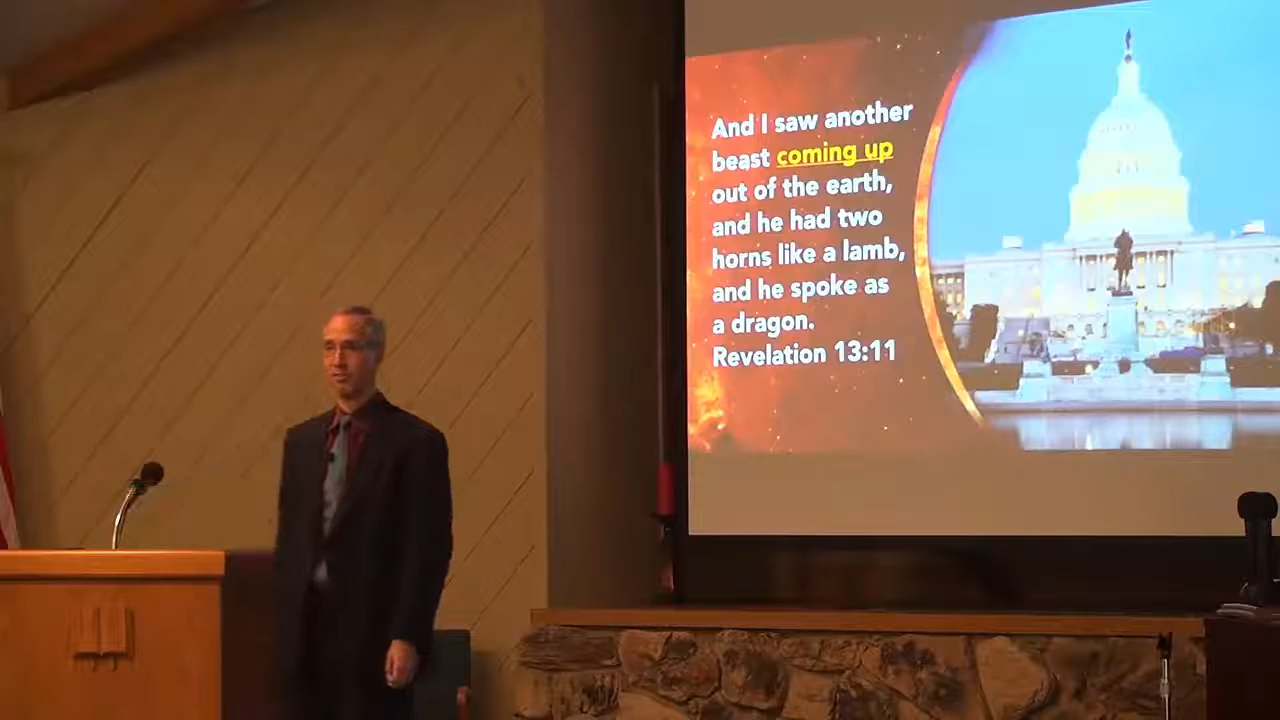 And I saw another
beast coming up
out of the earth,
and he had two
horns like a lamb,
and he spoke as
a dragon.
Revelation 13:11